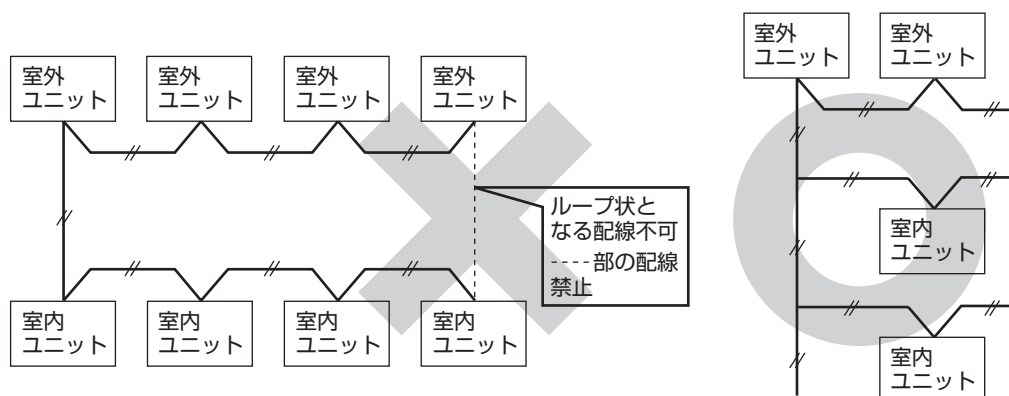 室外
ユニット
室外
ユニット
室外
ユニット
室外
ユニット
ループ状と
なる配線不可
----部の配線
禁止
室内
ユニット
室内
ユニット
室内
ユニット
室内
ユニット
室外
ユニット
室外
ユニット
室内
ユニット
室内
ユニット